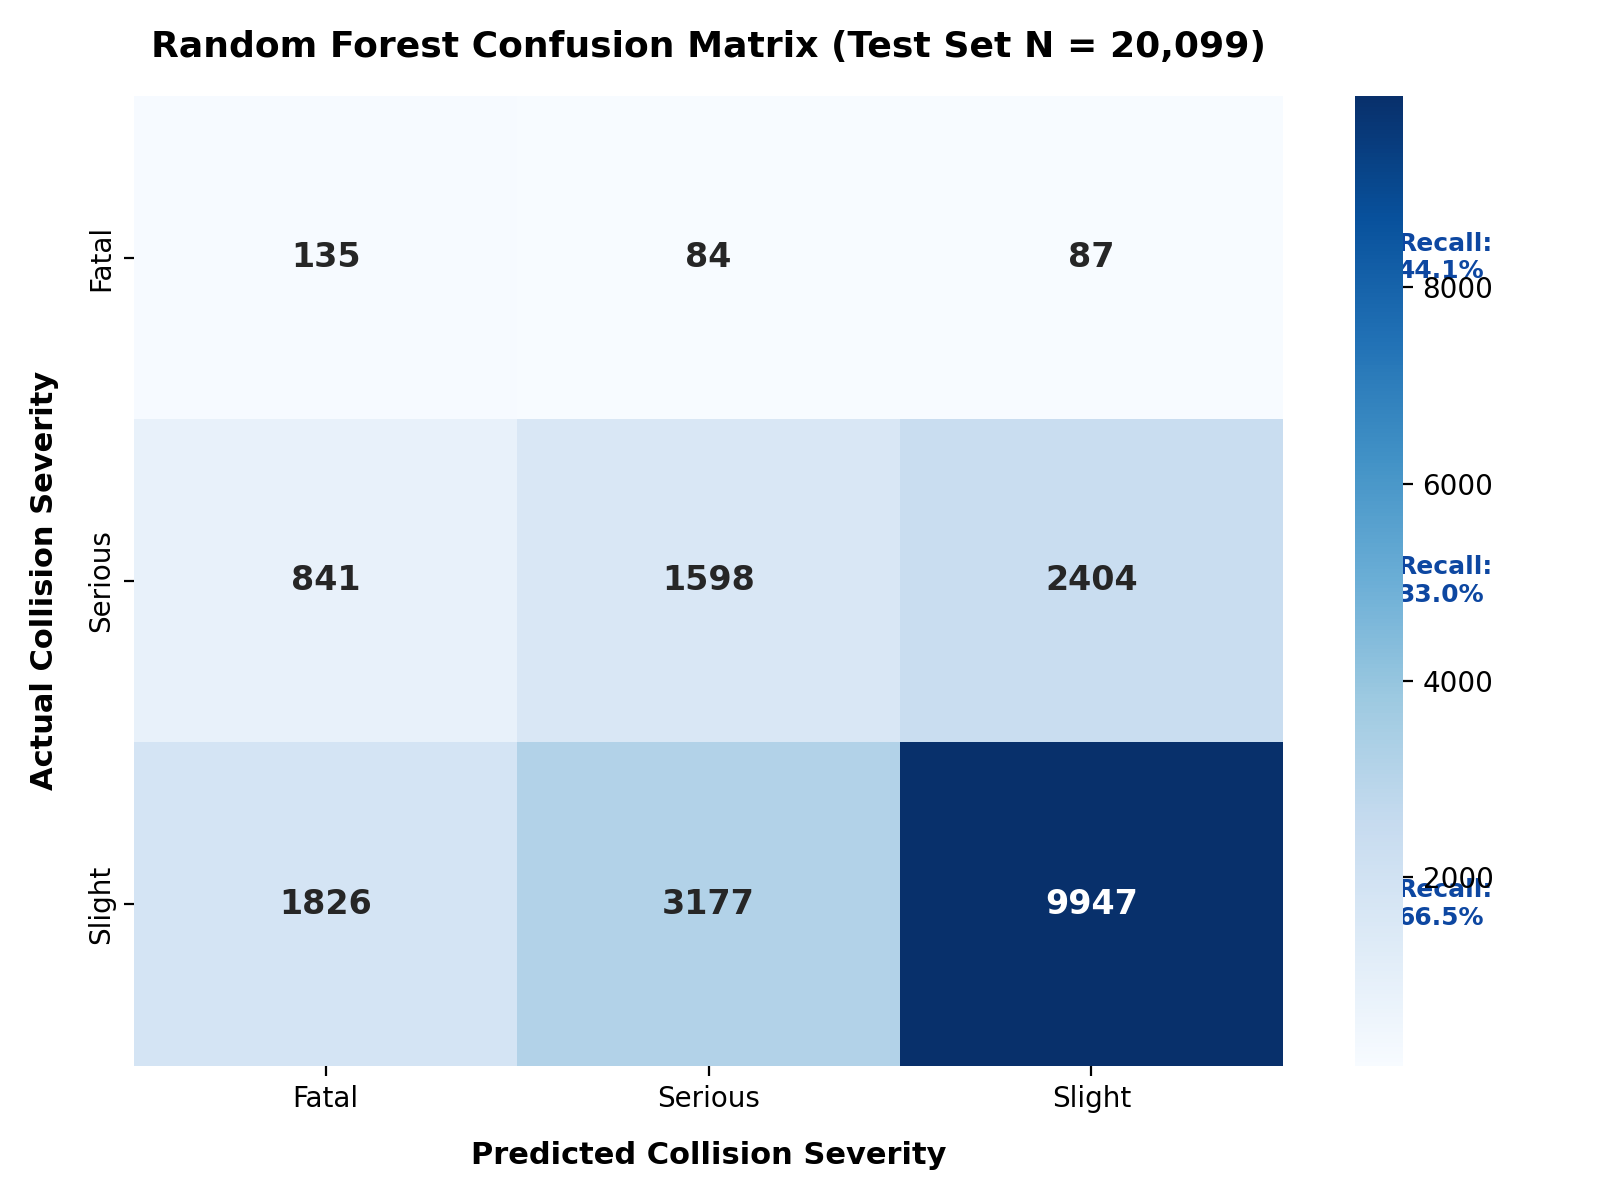 Random Forest Confusion Matrix (Test Set N = 20,099)
Actual Collision Severity
Fatal
135
84
87
Serious
841
1598
2404
Slight
1826
3177
9947
Fatal
Serious
Slight
Predicted Collision Severity
Recall:
44.1%
8000
6000
Recall:
33.0%
4000
2000
Recall:
66.5%